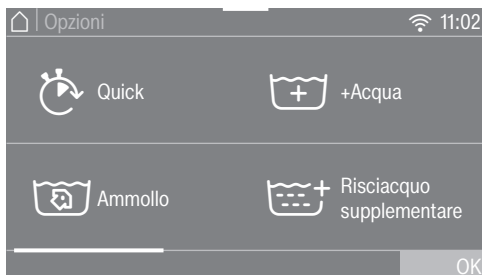 Opzioni
11:02
Quick
+Acqua
Ammollo
Risciacquo
supplementare
OK